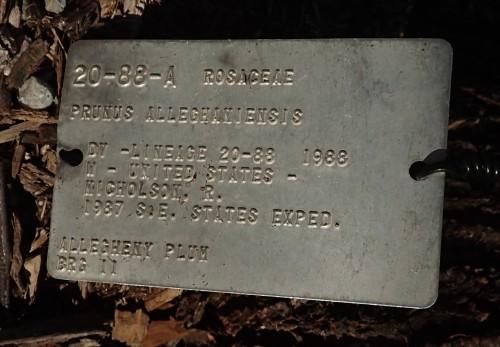 20-88-A ROSACEAE
PRUNUS ALLEGHANIENSIS
DV -LINEAGE 20-88 1988
W - UNITED STATES -
NICHOLSON, R.
1987 S.E. STATES EXPED.
ALLEGHENY PLUM
BRG 11